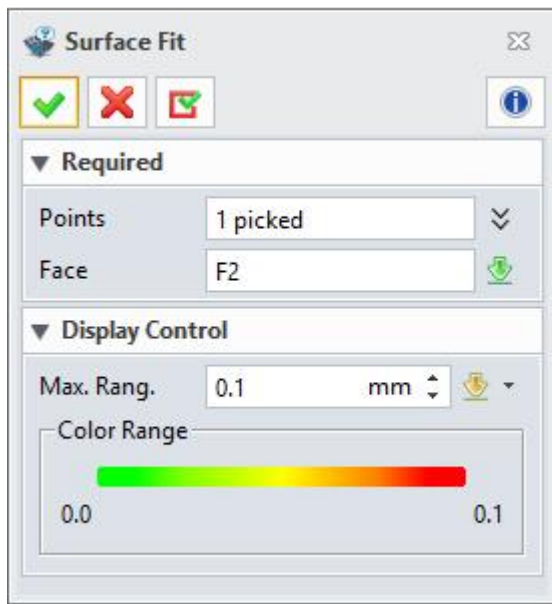 Surface Fit
Required
Points 1 picked
Face F2
Display Control
Max. Rang. 0.1 mm
Color Range
0.0 0.1